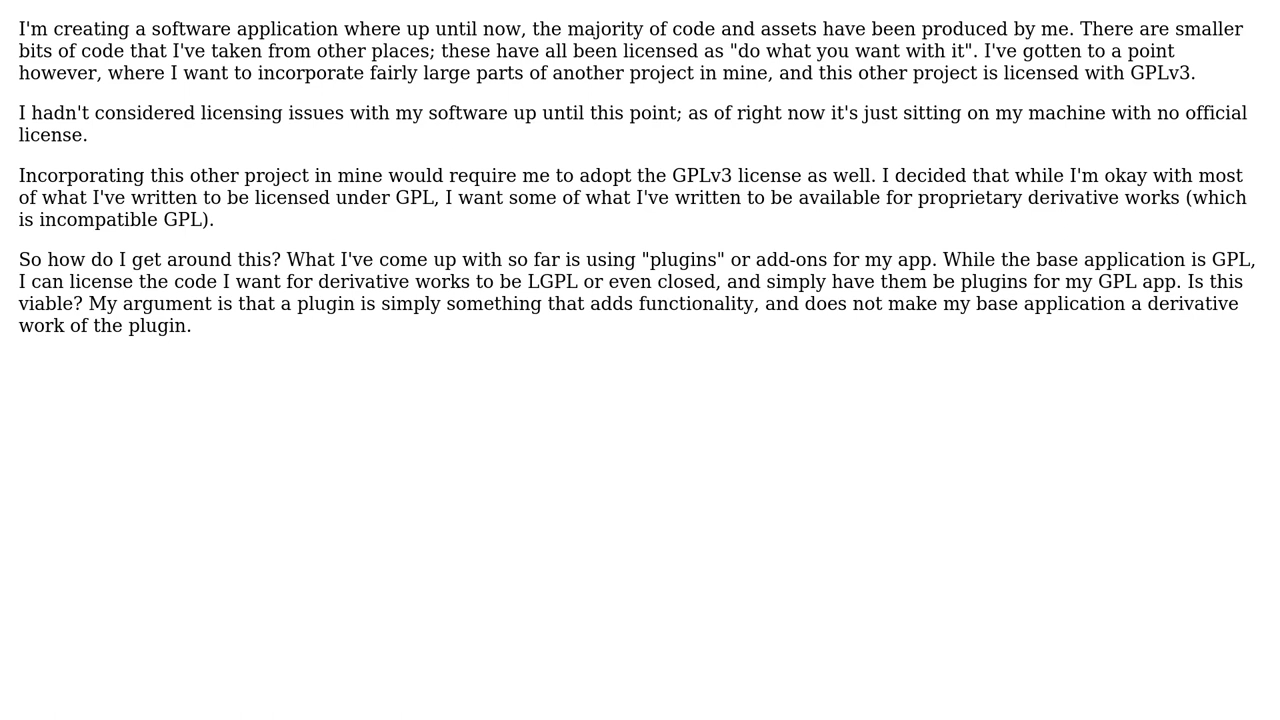 I'm creating a software application where up until now, the majority of code and assets have been produced by me. There are smaller
bits of code that I've taken from other places; these have all been licensed as "do what you want with it". I've gotten to a point
however, where I want to incorporate fairly large parts of another project in mine, and this other project is licensed with GPLv3.
I hadn't considered licensing issues with my software up until this point; as of right now it's just sitting on my machine with no official
license.
Incorporating this other project in mine would require me to adopt the GPLv3 license as well. I decided that while I'm okay with most
of what I've written to be licensed under GPL, I want some of what I've written to be available for proprietary derivative works (which
is incompatible GPL).
So how do I get around this? What I've come up with so far is using "plugins" or add-ons for my app. While the base application is GPL,
I can license the code I want for derivative works to be LGPL or even closed, and simply have them be plugins for my GPL app. Is this
viable? My argument is that a plugin is simply something that adds functionality, and does not make my base application a derivative
work of the plugin.